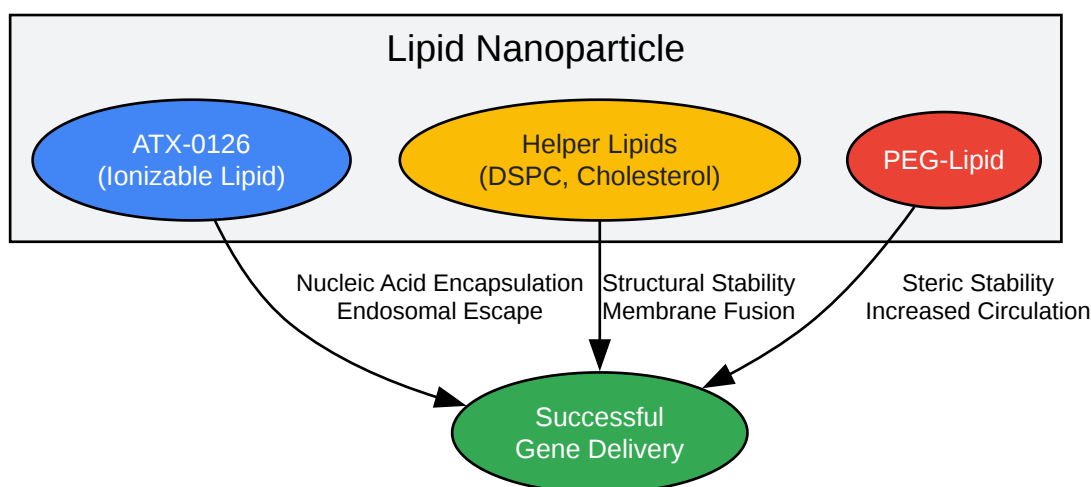 Lipid Nanoparticle
ATX-0126
(Ionizable Lipid)
Helper Lipids
(DSPC, Cholesterol)
PEG-Lipid
Nucleic Acid Encapsulation
Endosomal Escape
Structural Stability
Membrane Fusion
Steric Stability
Increased Circulation
Successful
Gene Delivery